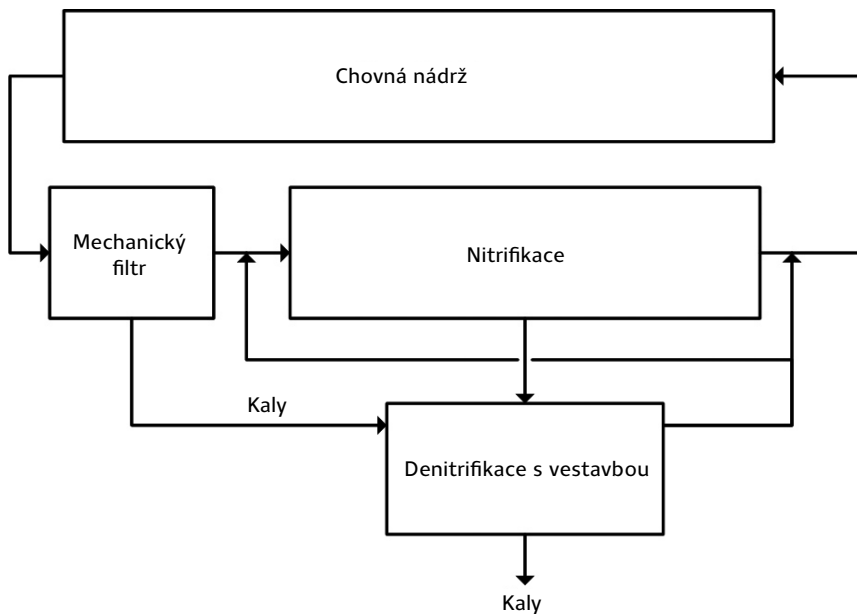 Chovná nádrž
Mechanický
filtr
Nitrifikace
Kaly
Denitrifikace s vestavbou
Kaly